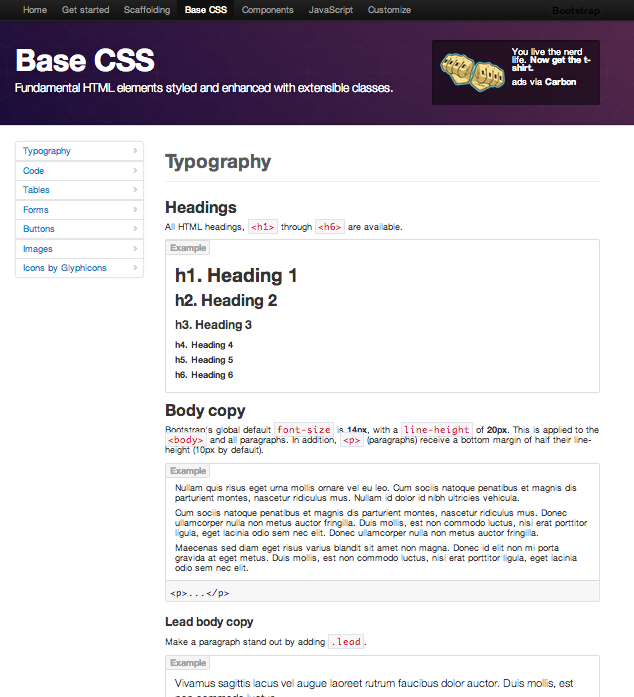 Home Get started Scaffolding Base CSS Components JavaScript Customize Bootstrap
Base CSS
Fundamental HTML elements styled and enhanced with extensible classes.
You live the nerd
life. Now get the t-
shirt.
ads via Carbon
Typography
Code
Tables
Forms
Buttons
Images
Icons by Glyphicons
Typography
Headings
All HTML headings, <h1> through <h6> are available.
Example
h1. Heading 1
h2. Heading 2
h3. Heading 3
h4. Heading 4
h5. Heading 5
h6. Heading 6
Body copy
Bootstrap's global default font-size is 14px, with a line-height of 20px. This is applied to the
<body> and all paragraphs. In addition, <p> (paragraphs) receive a bottom margin of half their line-
height (10px by default).
Example
Nullam quis risus eget urna mollis ornare vel eu leo. Cum sociis natoque penatibus et magnis dis
parturient montes, nascetur ridiculus mus. Nullam id dolor id nibh ultricies vehicula.
Cum sociis natoque penatibus et magnis dis parturient montes, nascetur ridiculus mus. Donec
ullamcorper nulla non metus auctor fringilla. Duis mollis, est non commodo luctus, nisi erat porttitor
ligula, eget lacinia odio sem nec elit. Donec ullamcorper nulla non metus auctor fringilla.
Maecenas sed diam eget risus varius blandit sit amet non magna. Donec id elit non mi porta
gravida at eget metus. Duis mollis, est non commodo luctus, nisi erat porttitor ligula, eget lacinia
odio sem nec elit.
<p>...</p>
Lead body copy
Make a paragraph stand out by adding .lead.
Example
Vivamus sagittis lacus vel augue laoreet rutrum faucibus dolor auctor. Duis mollis, est
non commodo luctus